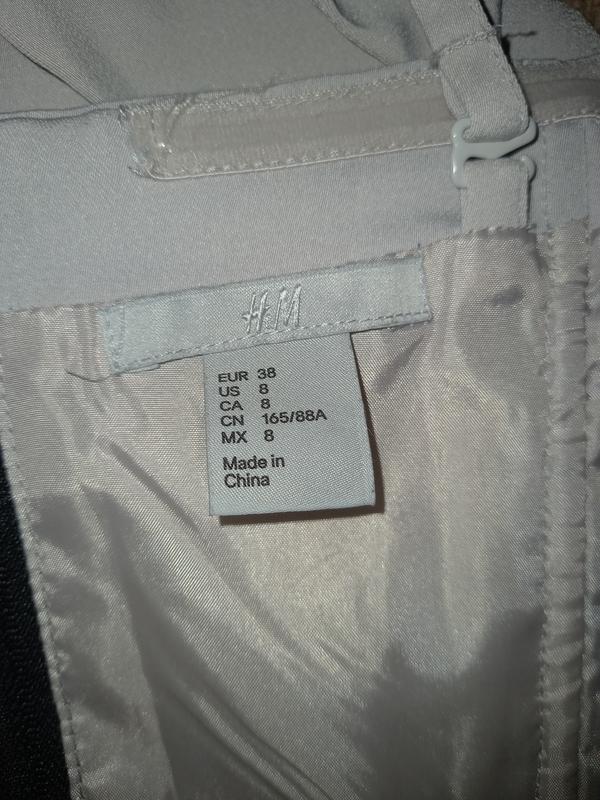 H&M
EUR 38
US 8
CA 8
CN 165/88A
MX 8
Made in
China